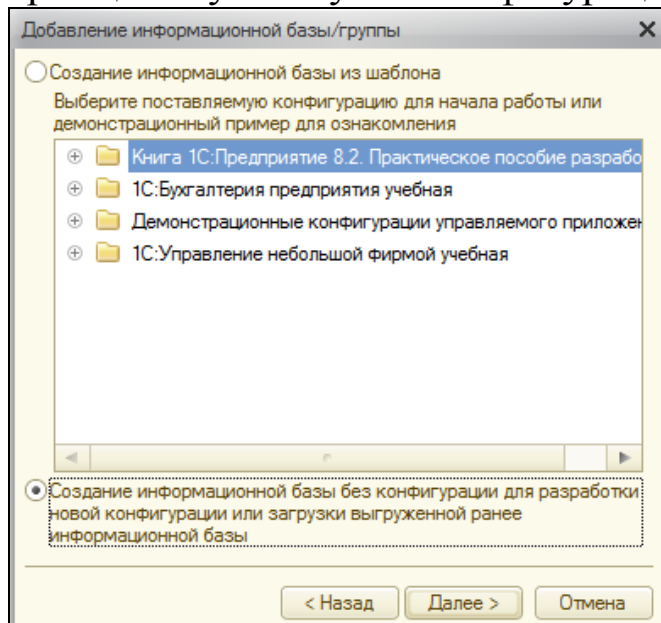 Добавление информационной базы/группы
Создание информационной базы из шаблона
Выберите поставляемую конфигурацию для начала работы или
демонстрационный пример для ознакомления
Книга 1С:Предприятие 8.2. Практическое пособие разрабо
1С:Бухгалтерия предприятия учебная
Демонстрационные конфигурации управляемого приложен
1С:Управление небольшой фирмой учебная
Создание информационной базы без конфигурации для разработки
новой конфигурации или загрузки выгруженной ранее
информационной базы
< Назад Далее > Отмена